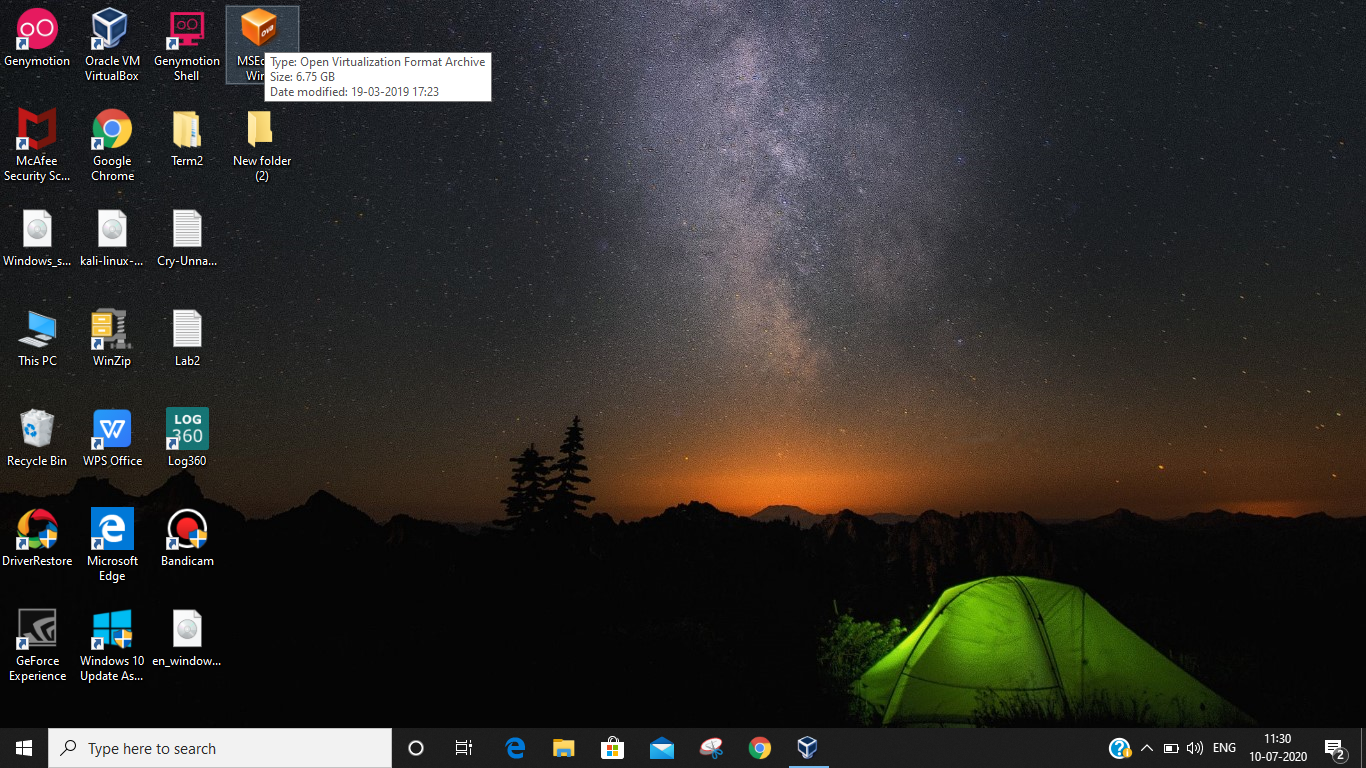 Genymotion
Oracle VM
VirtualBox
Genymotion
Shell
OVA
MSEd
Win
Type: Open Virtualization Format Archive
Size: 6.75 GB
Date modified: 19-03-2019 17:23
McAfee
Security Sc...
Google
Chrome
Term2
New folder
(2)
Windows_s...
kali-linux-...
Cry-Unna...
This PC
WinZip
Lab2
Recycle Bin
WPS Office
LOG
360
Log360
DriverRestore
Microsoft
Edge
Bandicam
GeForce
Experience
Windows 10
Update As...
en_window...
Type here to search
ENG
11:30
10-07-2020
2